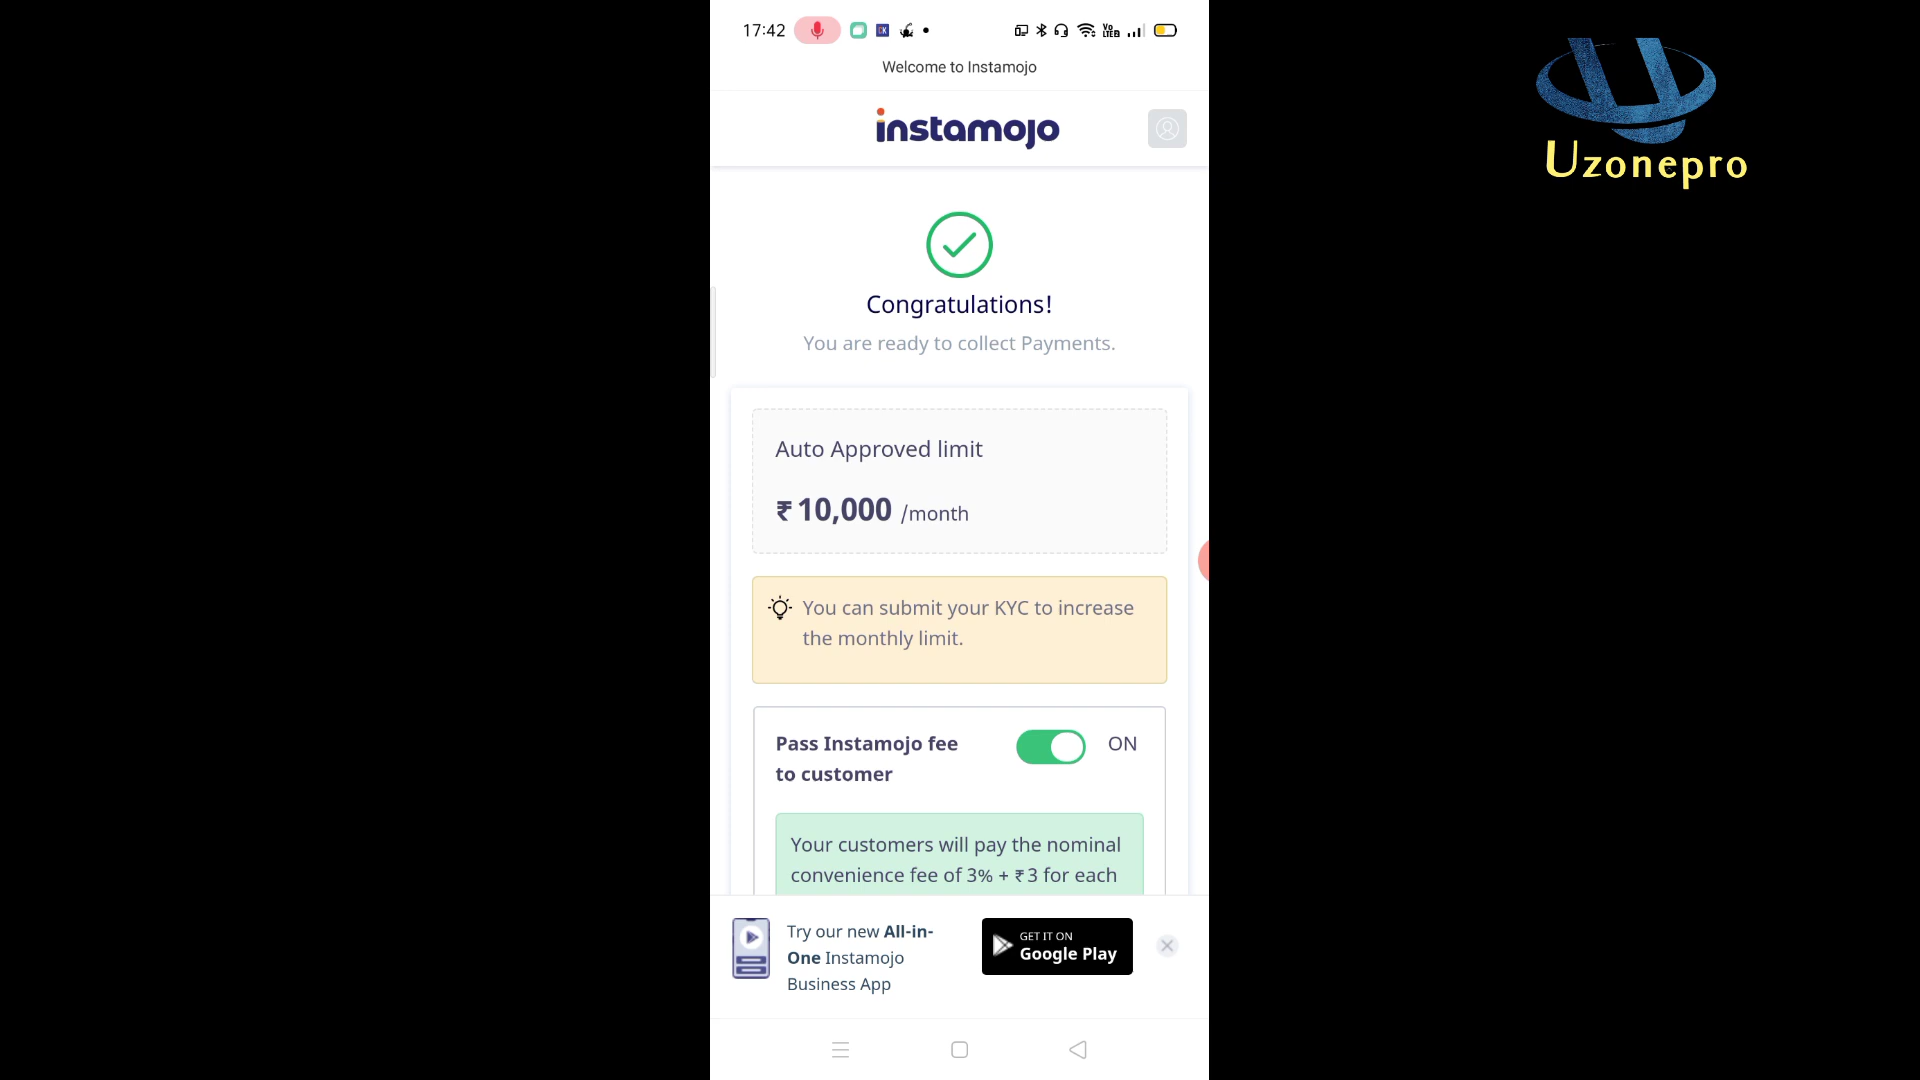 17:42
Vo
LTE2
CK
Welcome to Instamojo
instamojo
Uzonepro
Congratulations!
You are ready to collect Payments.
Auto Approved limit
₹ 10,000 /month
You can submit your KYC to increase
the monthly limit.
Pass Instamojo fee
to customer
ON
Your customers will pay the nominal
convenience fee of 3% + ₹3 for each
Try our new All-in-
One Instamojo
Business App
GET IT ON
Google Play